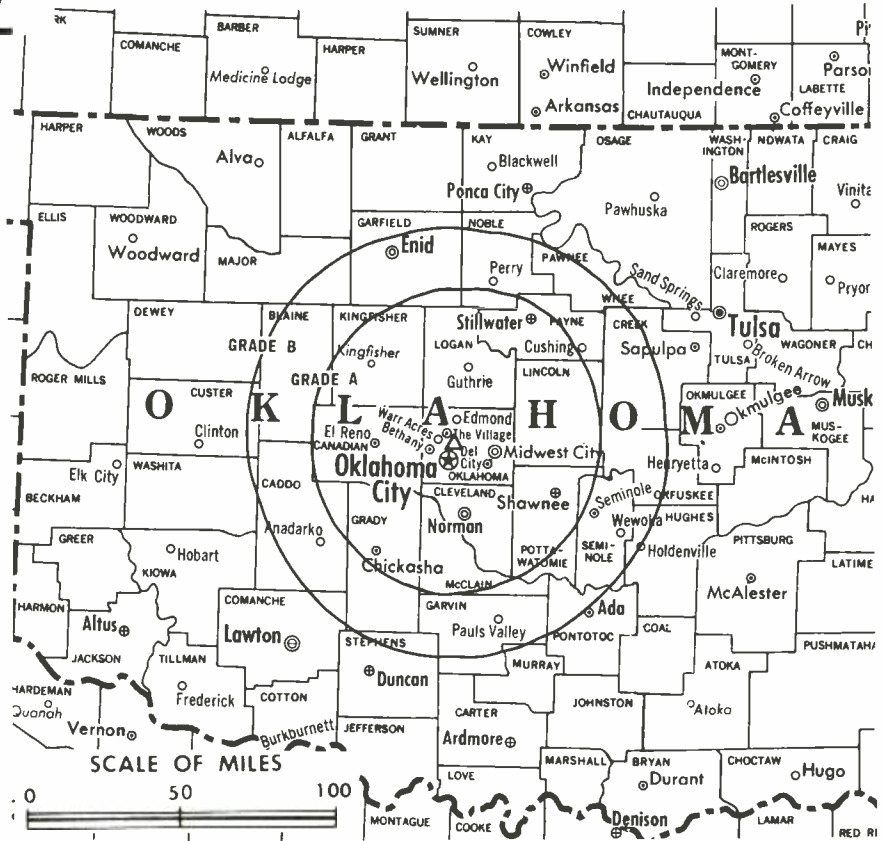 RK
COMANCHE
BARBER
Medicine Lodge
HARPER
SUMNER
Wellington
COWLEY
Winfield
Arkansas
MONT-
GOMERY
Independence
CHAUTAUQUA
LABETTE
Parso
Coffeyville
HARPER
WOODS
Alva
ALFALFA
GRANT
KAY
Blackwell
Ponca City
OSAGE
Pawhuska
WASH-
INGTON
Bartlesville
NOWATA
CRAIG
Vinita
ELLIS
WOODWARD
Woodward
MAJOR
GARFIELD
Enid
NOBLE
Perry
PAWNEE
Sand Springs
ROGERS
Claremore
MAYES
Pryor
DEWEY
BLAINE
KINGFISHER
Kingfisher
GRADE B
GRADE A
LOGAN
Guthrie
Stillwater
PAYNE
Cushing
LINCOLN
CREEK
Sapulpa
Tulsa
TULSA
WAGONER
CH
Broken Arrow
ROGER MILLS
CUSTER
Clinton
OKLAHOMA
Warr Acres
Bethany
Edmond
The Village
El Reno
CANADIAN
Del
City
Midwest City
OKLAHOMA
Oklahoma
City
OKMULGEE
Okmulgee
Musk
MUS-
KOGEE
Elk City
WASHITA
BECKHAM
CADDO
Anadarko
GRADY
Chickasha
CLEVELAND
Norman
Shawnee
POTTA-
WATOMIE
Seminole
Wewoka
SEMI-
NOLE
OKFUSKEE
HUGHES
Holdenville
Henryetta
McINTOSH
HA
GREER
Hobart
KIOWA
McCLAIN
PITTSBURG
McAlester
LATIME
HARMON
Altus
JACKSON
COMANCHE
Lawton
TILLMAN
Frederick
COTTON
STEPHENS
Duncan
GARVIN
Pauls Valley
MURRAY
Ada
PONTOTOC
COAL
ATOKA
Atoka
PUSHMATAHA
HARDEMAN
Quanah
Vernon
Burkburnett
JEFFERSON
CARTER
Ardmore
JOHNSTON
LOVE
MARSHALL
BRYAN
Durant
CHOCTAW
Hugo
SCALE OF MILES
0 50 100
MONTAGUE
COOKE
Denison
LAMAR
RED RI